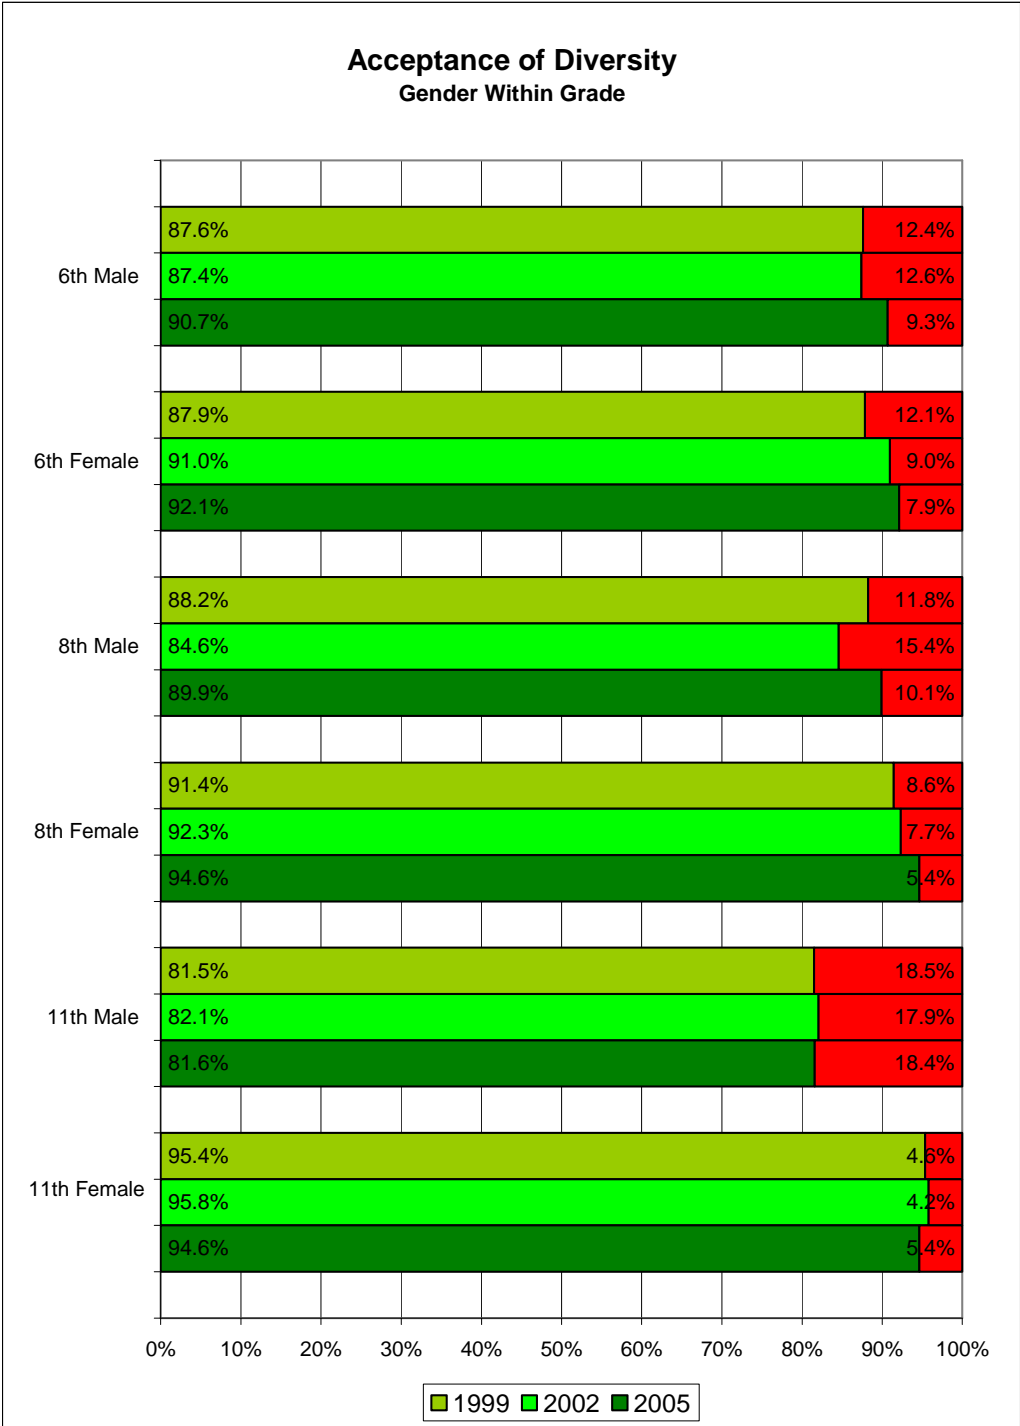 Acceptance of Diversity
Gender Within Grade
87.6% 12.4%
6th Male 87.4% 12.6%
90.7% 9.3%
87.9% 12.1%
6th Female 91.0% 9.0%
92.1% 7.9%
88.2% 11.8%
8th Male 84.6% 15.4%
89.9% 10.1%
91.4% 8.6%
8th Female 92.3% 7.7%
94.6% 5.4%
81.5% 18.5%
11th Male 82.1% 17.9%
81.6% 18.4%
95.4% 4.6%
11th Female 95.8% 4.2%
94.6% 5.4%
0% 10% 20% 30% 40% 50% 60% 70% 80% 90% 100%
1999 2002 2005